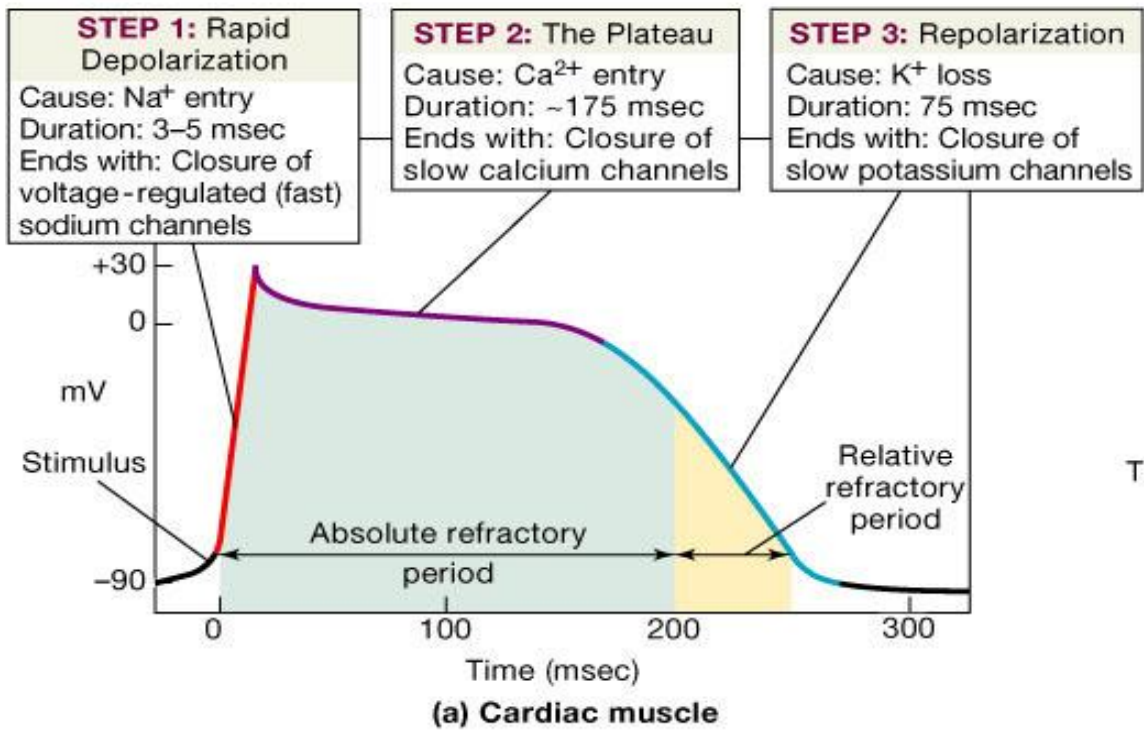 STEP 1: Rapid
Depolarization
Cause: Na⁺ entry
Duration: 3–5 msec
Ends with: Closure of
voltage-regulated (fast)
sodium channels
STEP 2: The Plateau
Cause: Ca²⁺ entry
Duration: ~175 msec
Ends with: Closure of
slow calcium channels
STEP 3: Repolarization
Cause: K⁺ loss
Duration: 75 msec
Ends with: Closure of
slow potassium channels
+30
0
mV
Stimulus
–90
Absolute refractory
period
Relative
refractory
period
T
0 100 200 300
Time (msec)
(a) Cardiac muscle